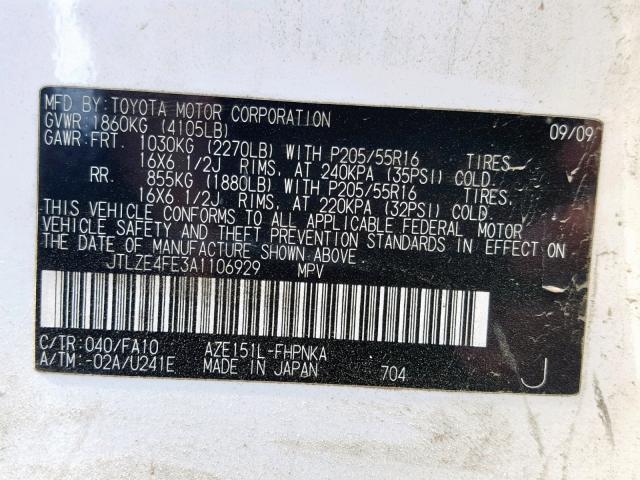 MFD BY:TOYOTA MOTOR CORPORATION 09/09
GVWR:1860KG (4105LB)
GAWR:FRT. 1030KG (2270LB) WITH P205/55R16 TIRES,
16X6 1/2J RIMS, AT 240KPA (35PSI) COLD.
RR. 855KG (1880LB) WITH P205/55R16 TIRES,
16X6 1/2J RIMS, AT 220KPA (32PSI) COLD.
THIS VEHICLE CONFORMS TO ALL APPLICABLE FEDERAL MOTOR
VEHICLE SAFETY AND THEFT PREVENTION STANDARDS IN EFFECT ON
THE DATE OF MANUFACTURE SHOWN ABOVE.
JTLZE4FE3A1106929 MPV
C/TR:040/FA10 AZE151L-FHPNKA
A/TM:-02A/U241E MADE IN JAPAN 704 J